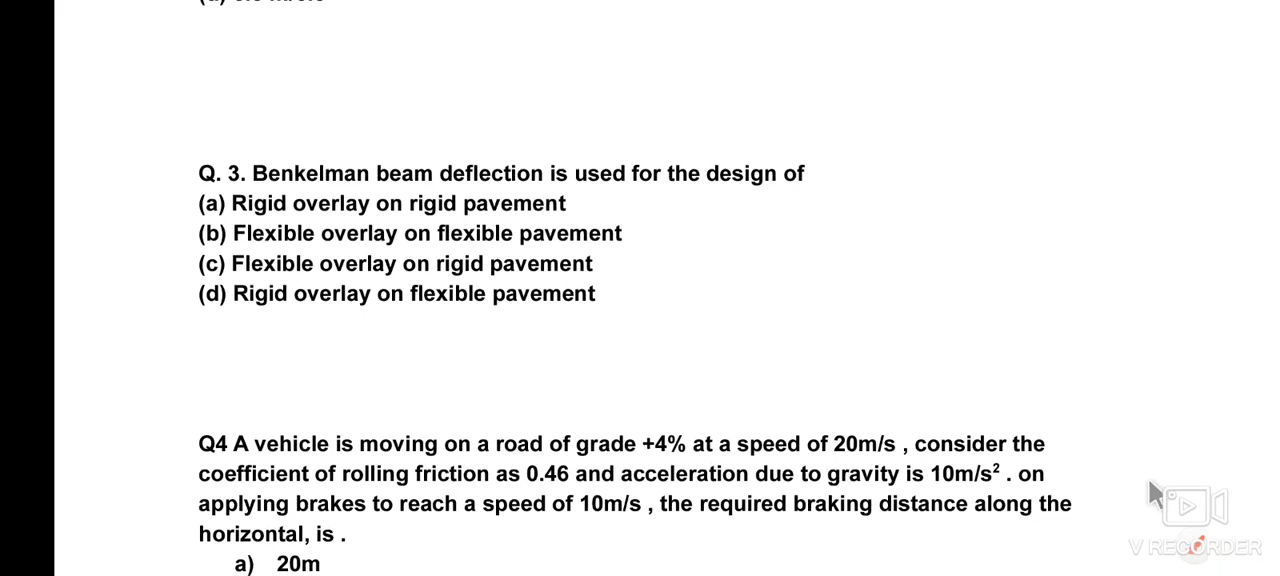 Q. 3. Benkelman beam deflection is used for the design of
(a) Rigid overlay on rigid pavement
(b) Flexible overlay on flexible pavement
(c) Flexible overlay on rigid pavement
(d) Rigid overlay on flexible pavement
Q4 A vehicle is moving on a road of grade +4% at a speed of 20m/s , consider the
coefficient of rolling friction as 0.46 and acceleration due to gravity is 10m/s² . on
applying brakes to reach a speed of 10m/s , the required braking distance along the
horizontal, is .
a) 20m
V RECORDER